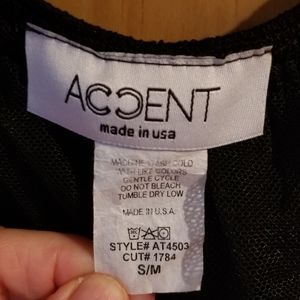 ACCENT
made in usa
MACHINE WASH COLD
WITH LIKE COLORS
GENTLE CYCLE
DO NOT BLEACH
TUMBLE DRY LOW
MADE IN U.S.A.
STYLE# AT4503
CUT# 1784
S/M